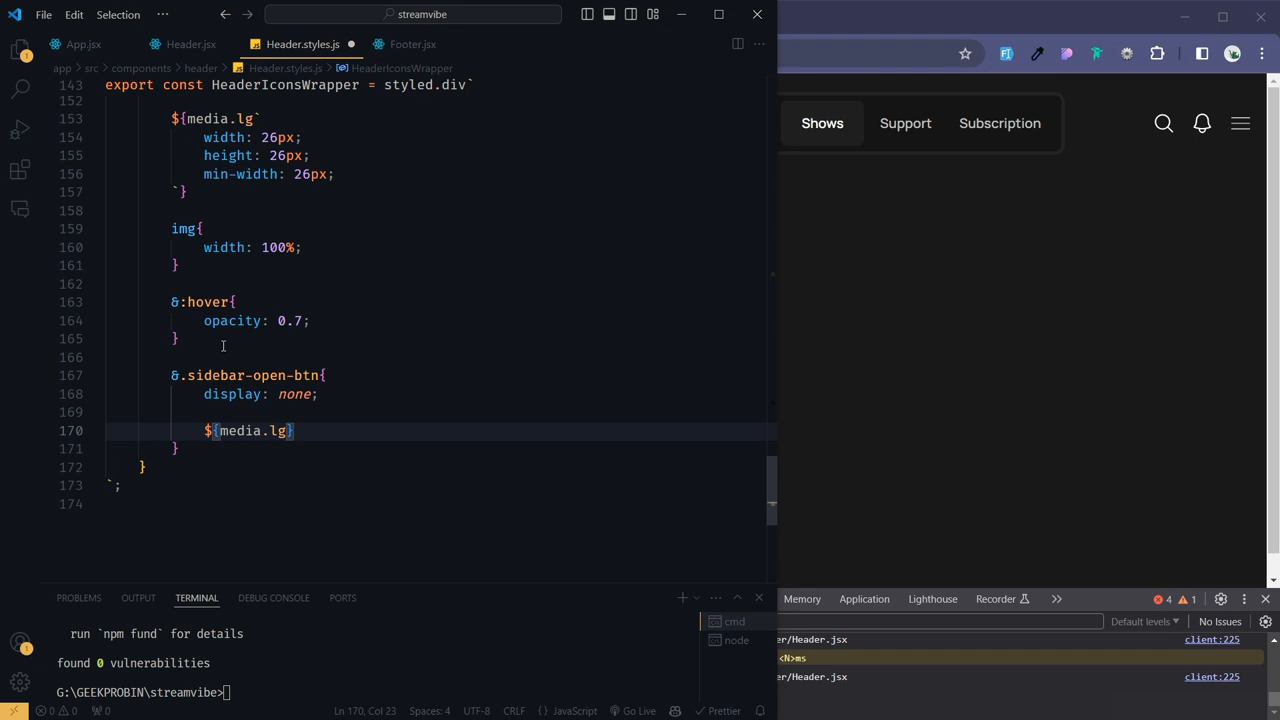 File Edit Selection ··· streamvibe
App.jsx Header.jsx Header.styles.js Footer.jsx
app > src > components > header > Header.styles.js > HeaderIconsWrapper
143 export const HeaderIconsWrapper = styled.div`
152
153 ${media.lg`
154 width: 26px;
155 height: 26px;
156 min-width: 26px;
157 `}
158
159 img{
160 width: 100%;
161 }
162
163 &:hover{
164 opacity: 0.7;
165 }
166
167 &.sidebar-open-btn{
168 display: none;
169
170 ${media.lg}
171 }
172 }
173 `;
174
PROBLEMS OUTPUT TERMINAL DEBUG CONSOLE PORTS
run `npm fund` for details
found 0 vulnerabilities
G:\GEEKPROBIN\streamvibe>
cmd
node
0 0 0 Ln 170, Col 23 Spaces: 4 UTF-8 CRLF {} JavaScript Go Live Prettier
Shows Support Subscription
Memory Application Lighthouse Recorder 4 1
Default levels No Issues
er/Header.jsx client:225
<N>ms
er/Header.jsx client:225